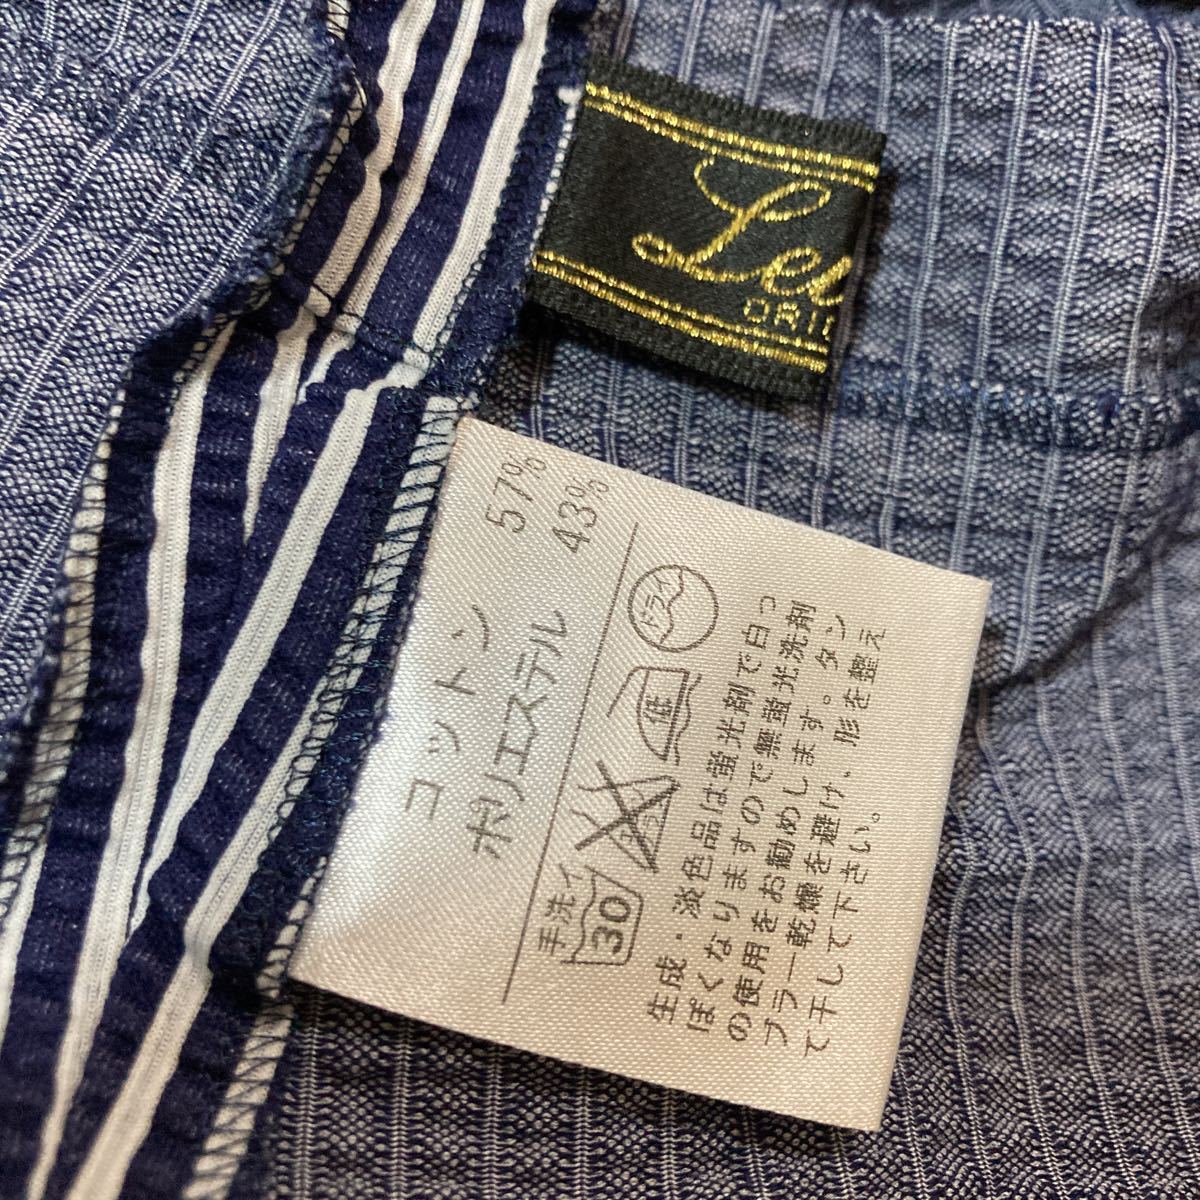 Le
コットン 57%
ポリエステル 43%
手洗イ
30
低
ドライ
生成・淡色品は蛍光剤で白っ
ぽくなりますので無蛍光洗剤
の使用をお勧めします。タン
ブラー乾燥を避け、形を整え
て干して下さい。